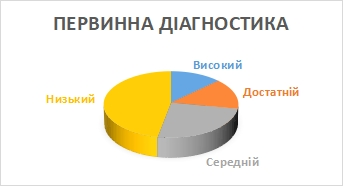 ПЕРВИННА ДІАГНОСТИКА
Високий
Достатній
Низький
Середній